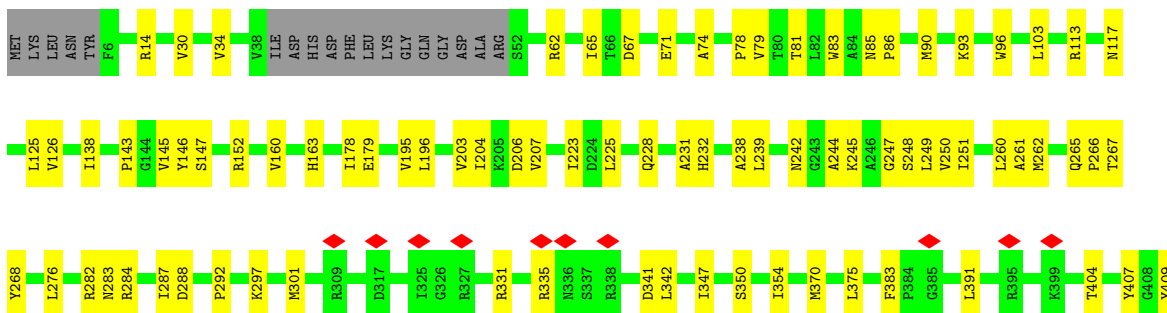 MET LYS LEU ASN TYR F6 R14 V30 V34 V38 ILE ASP HIS ASP PHE LEU LYS GLY GLN GLY ASP ALA ARG S52 R62 I65 T66 D67 E71 A74 P78 V79 T80 T81 L82 W83 A84 N85 P86 M90 K93 W96 L103 R113 N117
L125 V126 I138 P143 G144 V145 Y146 S147 R152 V160 H163 I178 E179 V195 L196 V203 I204 K205 D206 V207 I223 D224 L225 Q228 A231 H232 A238 L239 N242 G243 A244 K245 A246 G247 S248 L249 V250 I251 L260 A261 M262 Q265 P266 T267
Y268 L276 R282 N283 R284 I287 D288 P292 K297 M301 R309 D317 I325 G326 R327 R331 R335 N336 S337 R338 D341 L342 I347 S350 I354 M370 L375 F383 P384 G385 L391 R395 K399 T404 Y407 G408